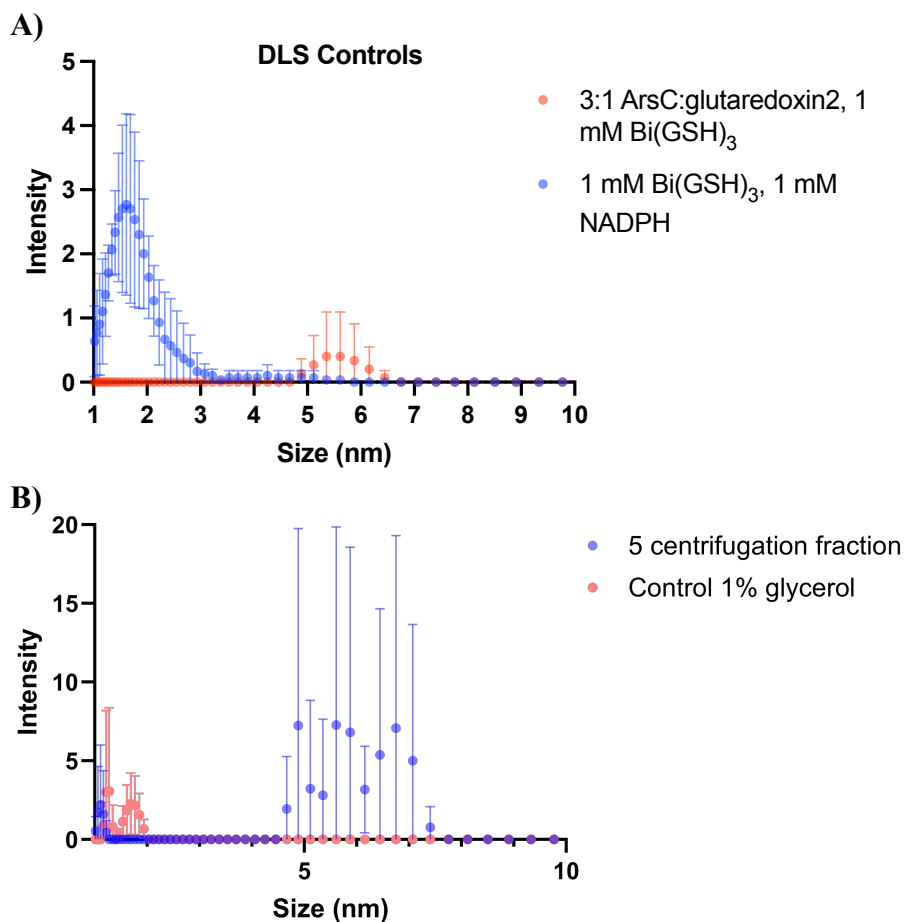 A)
DLS Controls
5
4
3
2
1
0
Intensity
1 2 3 4 5 6 7 8 9 10
Size (nm)
3:1 ArsC:glutaredoxin2, 1
mM Bi(GSH)3
1 mM Bi(GSH)3, 1 mM
NADPH
B)
20
15
10
5
0
Intensity
5 10
Size (nm)
5 centrifugation fraction
Control 1% glycerol